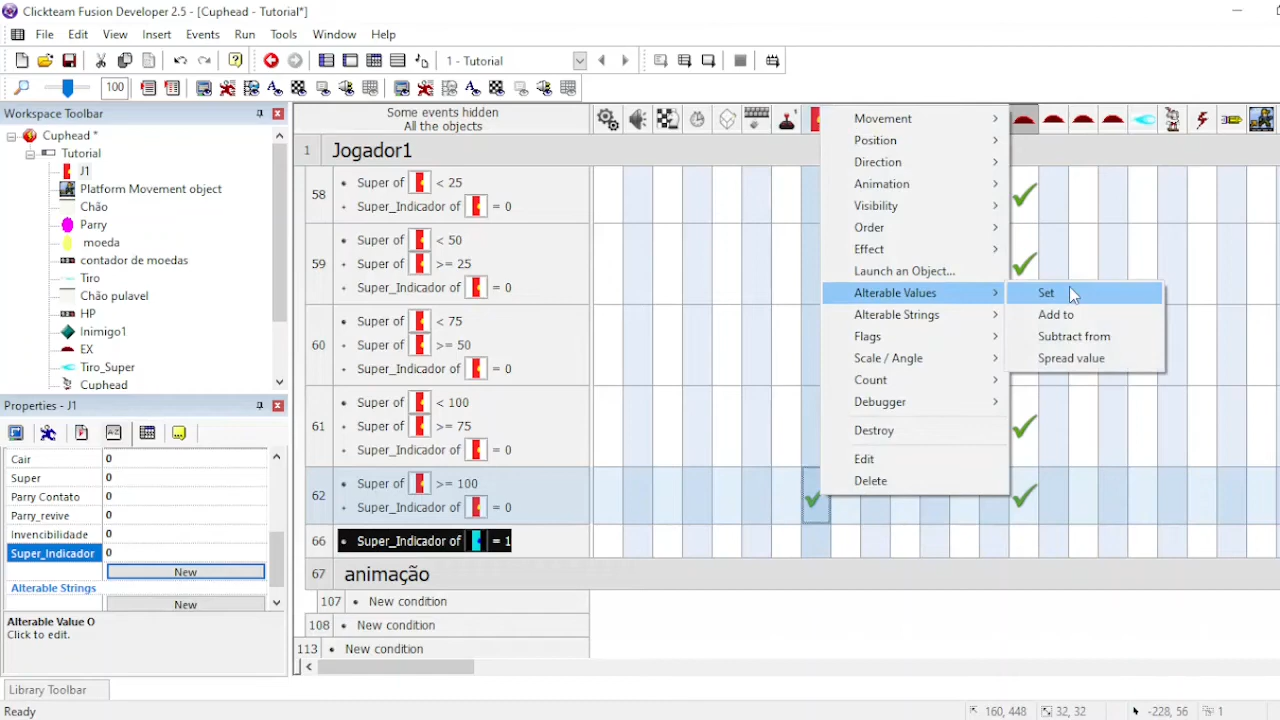 Clickteam Fusion Developer 2.5 - [Cuphead - Tutorial*]
File Edit View Insert Events Run Tools Window Help
1 - Tutorial
100
Workspace Toolbar
Cuphead *
Tutorial
J1
Platform Movement object
Chão
Parry
moeda
contador de moedas
Tiro
Chão pulavel
HP
Inimigo1
EX
Tiro_Super
Cuphead
Properties - J1
Cair 0
Super 0
Parry Contato 0
Parry_revive 0
Invencibilidade 0
Super_Indicador 0
New
Alterable Strings
New
Alterable Value O
Click to edit.
Library Toolbar
Ready
Some events hidden
All the objects
1 Jogador1
58
Super of < 25
Super_Indicador of = 0
59
Super of < 50
Super of >= 25
Super_Indicador of = 0
60
Super of < 75
Super of >= 50
Super_Indicador of = 0
61
Super of < 100
Super of >= 75
Super_Indicador of = 0
62
Super of >= 100
Super_Indicador of = 0
66 Super_Indicador of = 1
67 animação
107 New condition
108 New condition
113 New condition
Movement
Position
Direction
Animation
Visibility
Order
Effect
Launch an Object...
Alterable Values
Alterable Strings
Flags
Scale / Angle
Count
Debugger
Destroy
Edit
Delete
Set
Add to
Subtract from
Spread value
160, 448 32, 32 -228, 56 1